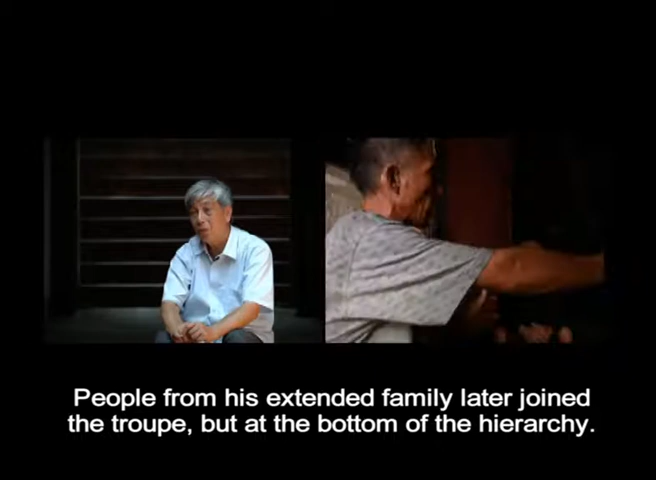 People from his extended family later joined
the troupe, but at the bottom of the hierarchy.